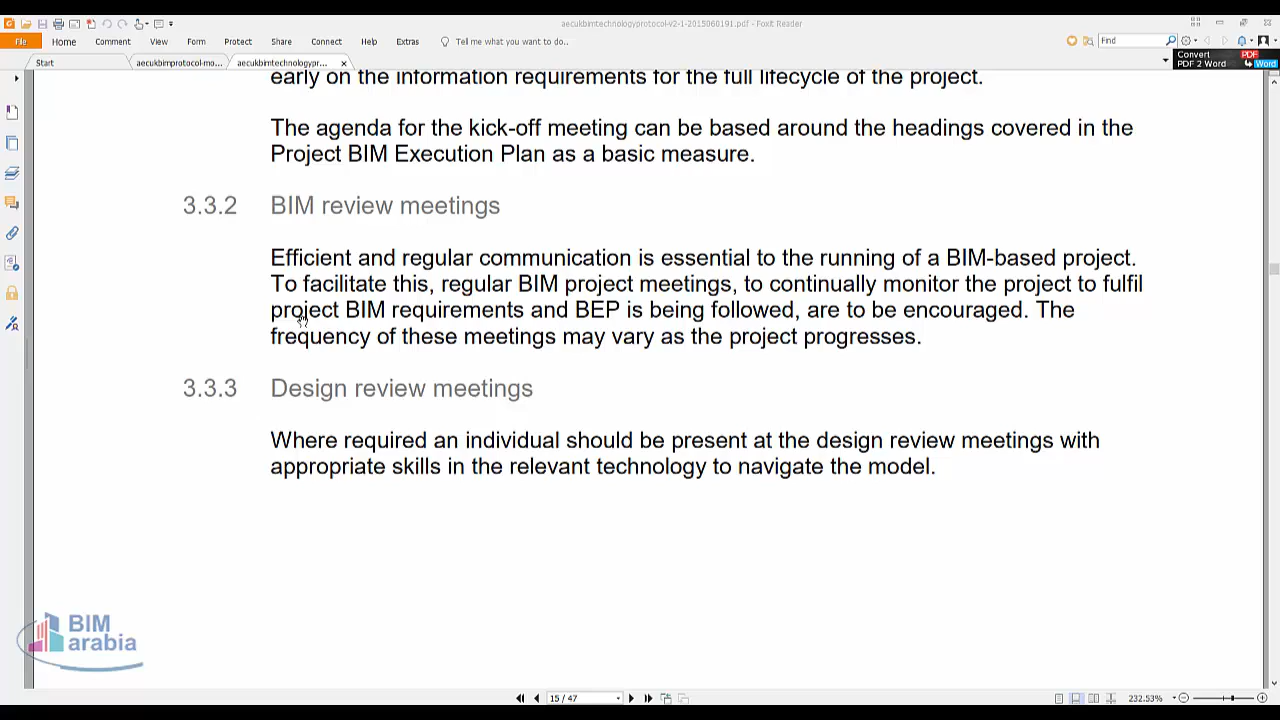 aecukbimtechnologyprotocol-v2-1-2015060191.pdf - Foxit Reader
File Home Comment View Form Protect Share Connect Help Extras Tell me what you want to do.. Find
Start aecukbimprotocol-mo... aecukbimtechnologypr...
Convert PDF
PDF 2 Word Word
early on the information requirements for the full lifecycle of the project.
The agenda for the kick-off meeting can be based around the headings covered in the
Project BIM Execution Plan as a basic measure.
3.3.2 BIM review meetings
Efficient and regular communication is essential to the running of a BIM-based project.
To facilitate this, regular BIM project meetings, to continually monitor the project to fulfil
project BIM requirements and BEP is being followed, are to be encouraged. The
frequency of these meetings may vary as the project progresses.
3.3.3 Design review meetings
Where required an individual should be present at the design review meetings with
appropriate skills in the relevant technology to navigate the model.
BIM
arabia
15 / 47 232.53%